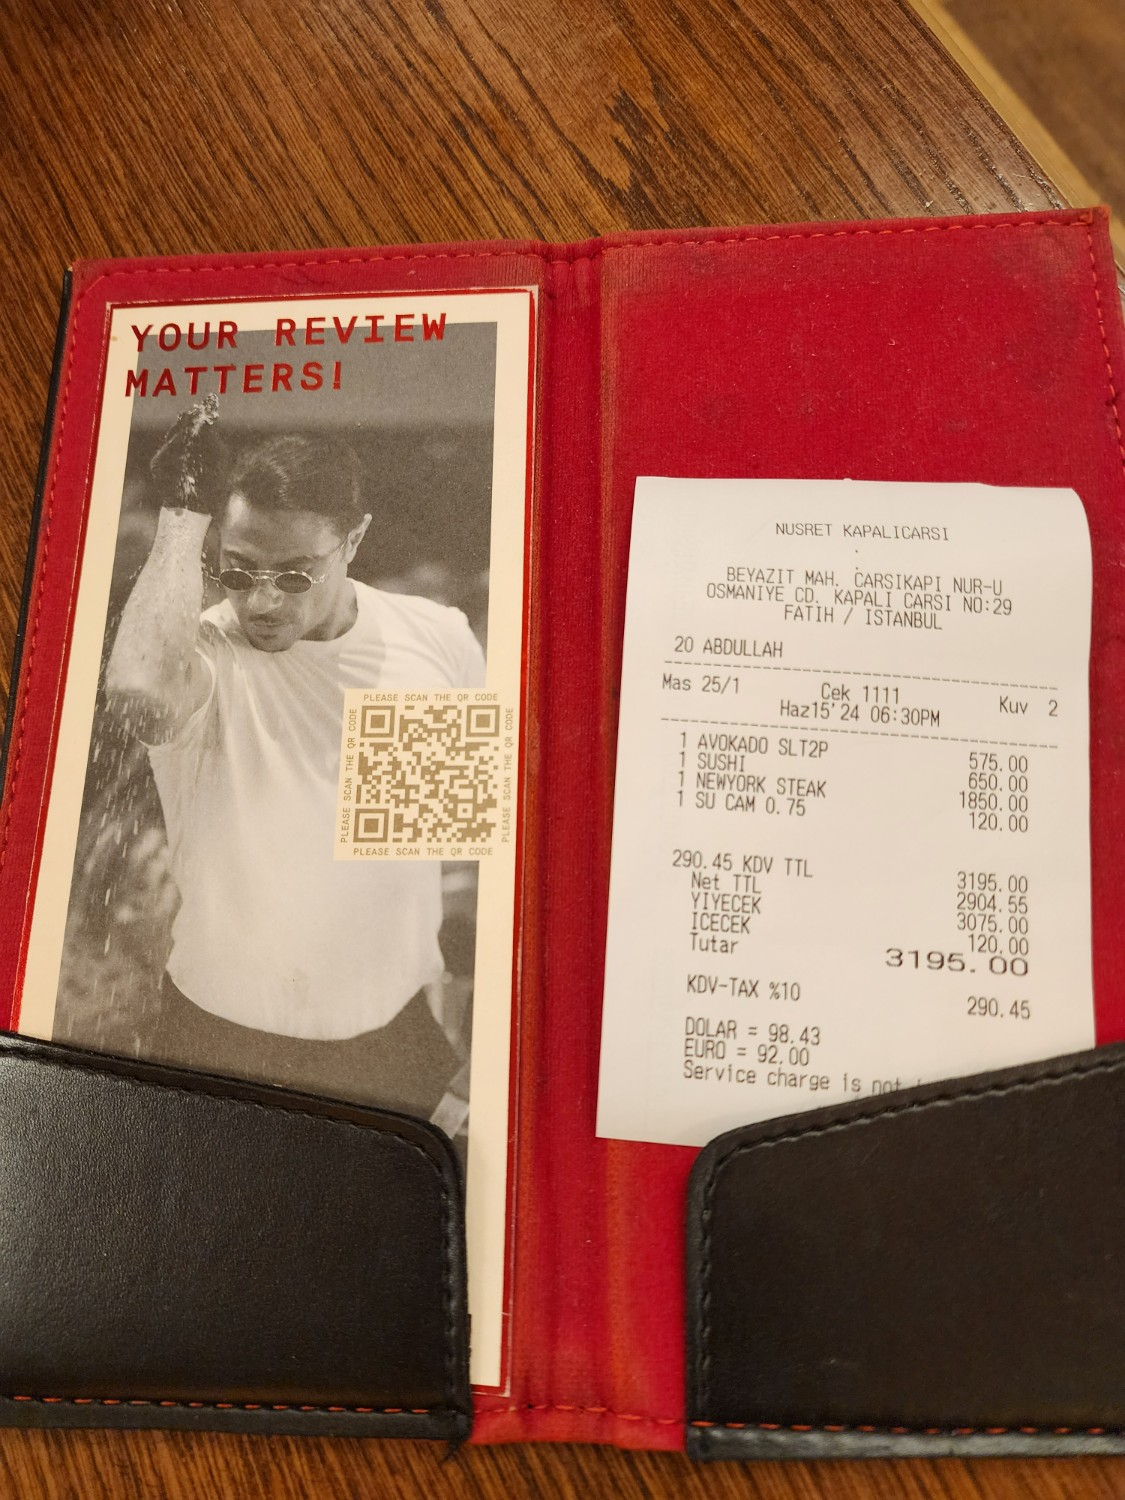 YOUR REVIEW
MATTERS!
PLEASE SCAN THE QR CODE
PLEASE SCAN THE QR CODE
PLEASE SCAN THE QR CODE
PLEASE SCAN THE QR CODE
NUSRET KAPALICARSI
.
BEYAZIT MAH. CARSIKAPI NUR-U
OSMANIYE CD. KAPALI CARSI NO:29
FATIH / ISTANBUL
20 ABDULLAH
Mas 25/1 Cek 1111 Kuv 2
Haz15'24 06:30PM
1 AVOKADO SLT2P 575.00
1 SUSHI 650.00
1 NEWYORK STEAK 1850.00
1 SU CAM 0.75 120.00
290.45 KDV TTL 3195.00
Net TTL 2904.55
YIYECEK 3075.00
ICECEK 120.00
Tutar 3195.00
KDV-TAX %10 290.45
DOLAR = 98.43
EURO = 92.00
Service charge is not